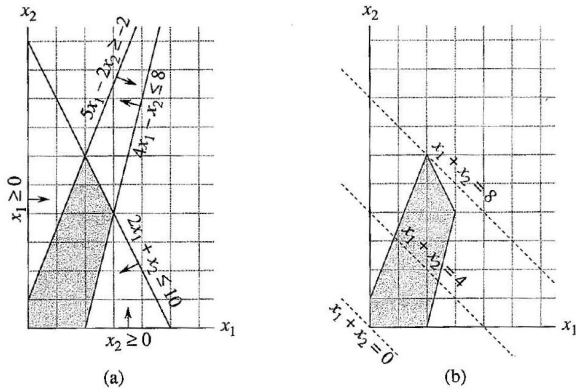 x₂
5x₁ – 2x₂ ≥ –2
4x₁ – x₂ ≤ 8
x₁ ≥ 0
2x₁ + x₂ ≤ 10
x₁
x₂ ≥ 0
(a)
x₂
x₁ + x₂ = 8
x₁ + x₂ = 4
x₁ + x₂ = 0
x₁
(b)